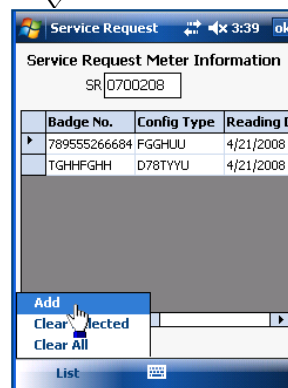 Service Request 3:39 ok
Service Request Meter Information
SR 0700208
Badge No. Config Type Reading D
789555266684 FGGHUU 4/21/2008
TGHHFGHH D78TYYU 4/21/2008
Add
Clear lected
Clear All
List